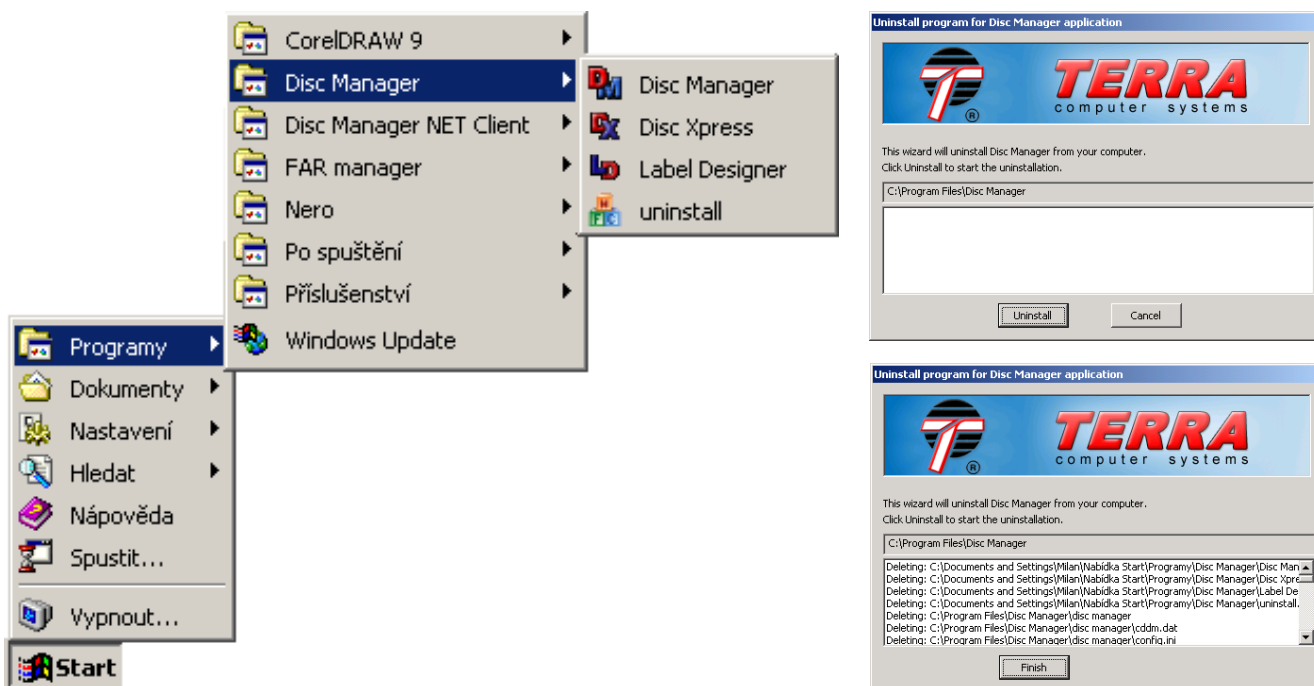 CorelDRAW 9
Disc Manager
Disc Manager NET Client
FAR manager
Nero
Po spuštění
Příslušenství
Windows Update
Disc Manager
Disc Xpress
Label Designer
uninstall
Programy
Dokumenty
Nastavení
Hledat
Nápověda
Spustit...
Vypnout...
Start
Uninstall program for Disc Manager application
T ®
TERRA
computer systems
This wizard will uninstall Disc Manager from your computer.
Click Uninstall to start the uninstallation.
C:\Program Files\Disc Manager
Uninstall
Cancel
Uninstall program for Disc Manager application
T ®
TERRA
computer systems
This wizard will uninstall Disc Manager from your computer.
Click Uninstall to start the uninstallation.
C:\Program Files\Disc Manager
Deleting: C:\Documents and Settings\Milan\Nabídka Start\Programy\Disc Manager\Disc Man
Deleting: C:\Documents and Settings\Milan\Nabídka Start\Programy\Disc Manager\Disc Xpre
Deleting: C:\Documents and Settings\Milan\Nabídka Start\Programy\Disc Manager\Label De
Deleting: C:\Documents and Settings\Milan\Nabídka Start\Programy\Disc Manager\uninstall.
Deleting: C:\Program Files\Disc Manager\disc manager
Deleting: C:\Program Files\Disc Manager\disc manager\cddm.dat
Deleting: C:\Program Files\Disc Manager\disc manager\config.ini
Finish